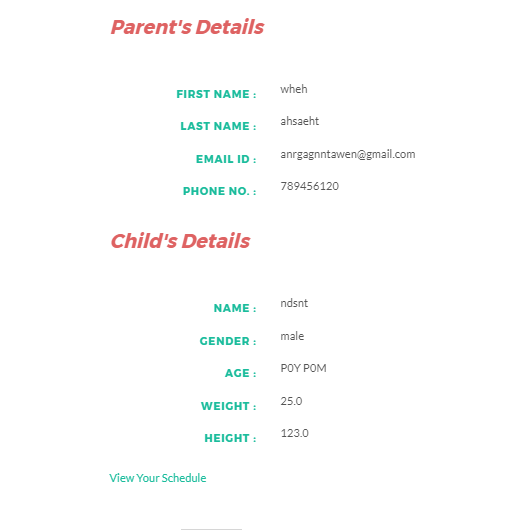 Parent's Details
FIRST NAME : wheh
LAST NAME : ahsaeht
EMAIL ID : anrgagnntawen@gmail.com
PHONE NO. : 789456120
Child's Details
NAME : ndsnt
GENDER : male
AGE : P0Y P0M
WEIGHT : 25.0
HEIGHT : 123.0
View Your Schedule